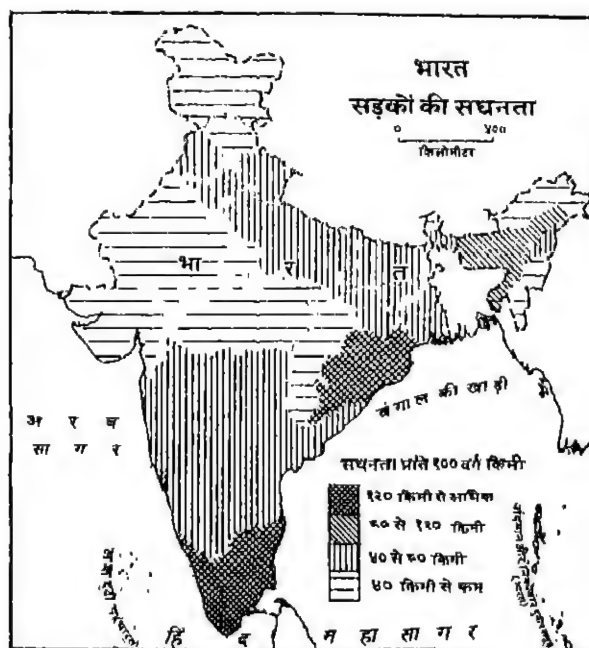 भारत
सड़कों की सघनता
० ४००
किलोमीटर
भा र त
अ र ब
सा ग र
बंगाल की खाड़ी
सघनता प्रति १०० वर्ग किमी
१२० किमी से अधिक
८० से १२० किमी
४० से ८० किमी
४० किमी से कम
हिं द म हा सा ग र